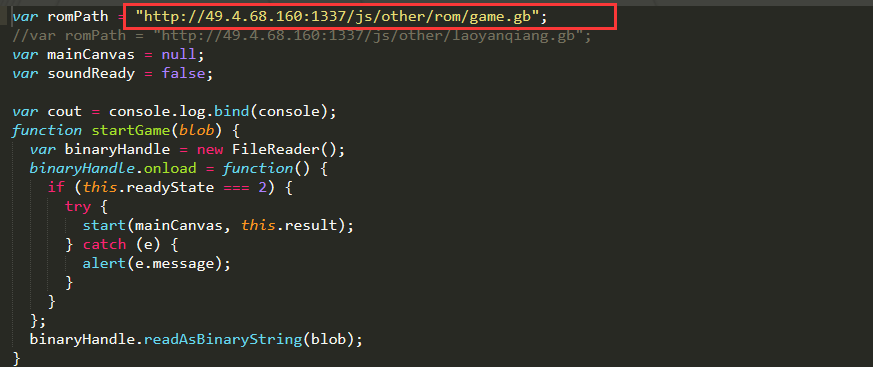 var romPath = "http://49.4.68.160:1337/js/other/rom/game.gb";
//var romPath = "http://49.4.68.160:1337/js/other/laoyanqiang.gb";
var mainCanvas = null;
var soundReady = false;
var cout = console.log.bind(console);
function startGame(blob) {
var binaryHandle = new FileReader();
binaryHandle.onload = function() {
if (this.readyState === 2) {
try {
start(mainCanvas, this.result);
} catch (e) {
alert(e.message);
}
}
};
binaryHandle.readAsBinaryString(blob);
}